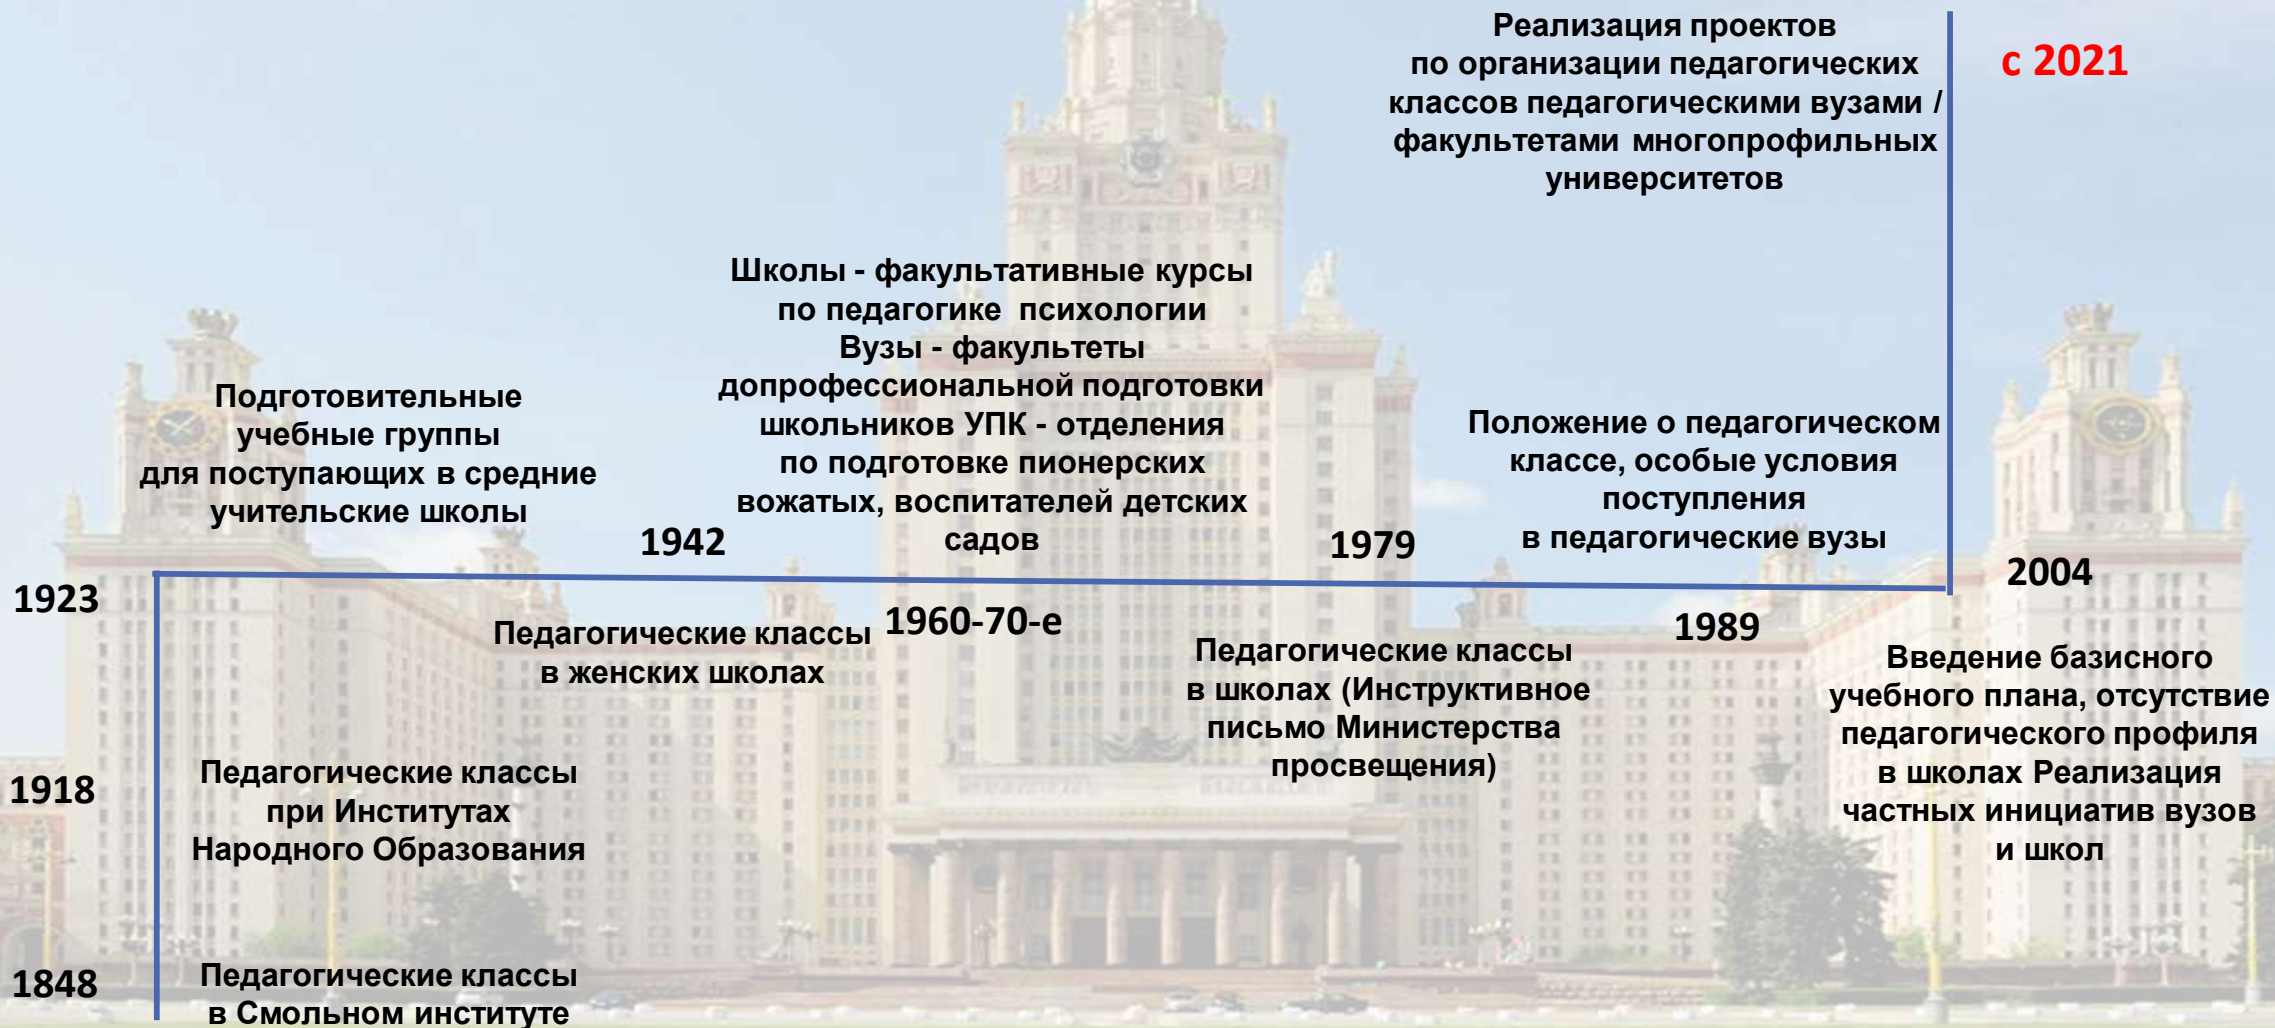 1848
Педагогические классы
в Смольном институте
1918
Педагогические классы
при Институтах
Народного Образования
1923
Подготовительные
учебные группы
для поступающих в средние
учительские школы
1942
Педагогические классы
в женских школах
1960-70-е
Школы - факультативные курсы
по педагогике психологии
Вузы - факультеты
допрофессиональной подготовки
школьников УПК - отделения
по подготовке пионерских
вожатых, воспитателей детских
садов
1979
Педагогические классы
в школах (Инструктивное
письмо Министерства
просвещения)
1989
Положение о педагогическом
классе, особые условия
поступления
в педагогические вузы
2004
Введение базисного
учебного плана, отсутствие
педагогического профиля
в школах Реализация
частных инициатив вузов
и школ
с 2021
Реализация проектов
по организации педагогических
классов педагогическими вузами /
факультетами многопрофильных
университетов